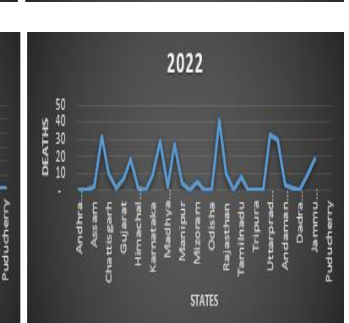 Puducherry
2022
DEATHS
50
40
30
20
10
-
Andhra...
Assam
Chattisgarh
Gujarat
Himachal...
Karnataka
Madhya...
Manipur
Mizoram
Odisha
Rajasthan
Tamilnadu
Tripura
Uttarprad...
Andaman...
Dadra...
Jammu...
Puducherry
STATES